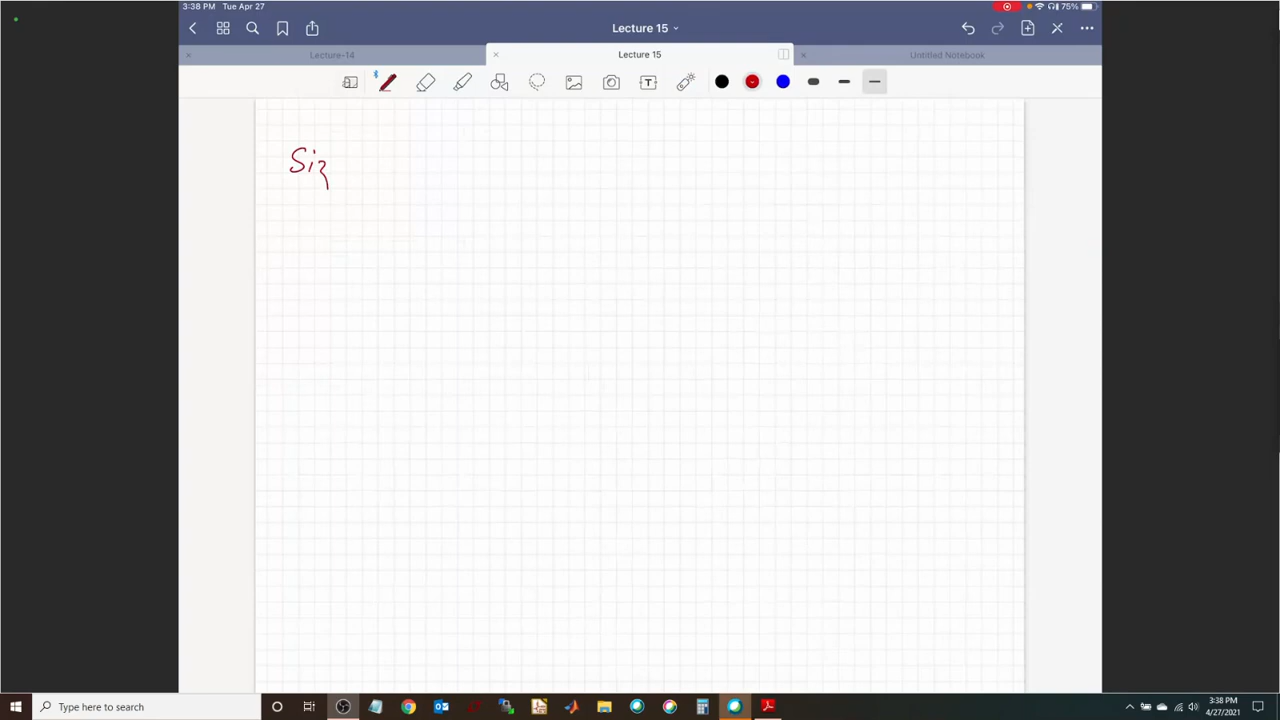 3:38 PM Tue Apr 27
75%
Lecture 15
Lecture-14
Lecture 15
Untitled Notebook
T
Siz
Type here to search
3:38 PM
4/27/2021